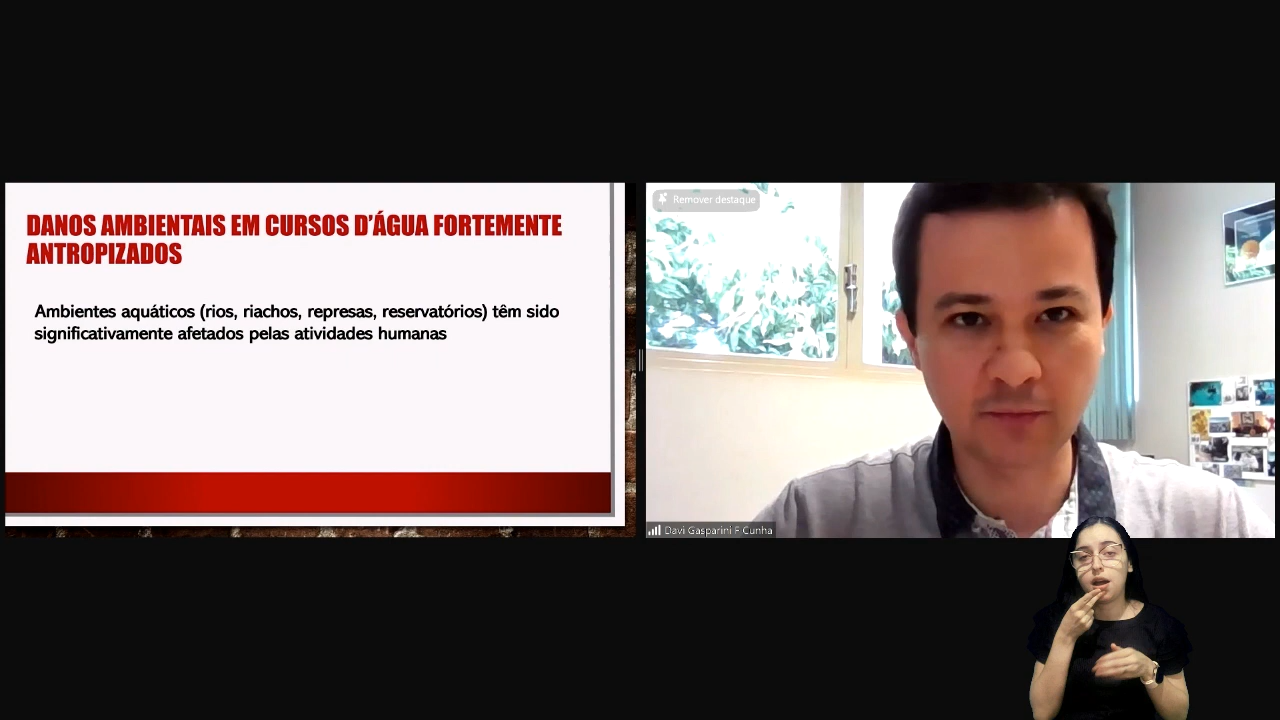 DANOS AMBIENTAIS EM CURSOS D’ÁGUA FORTEMENTE
ANTROPIZADOS
Ambientes aquáticos (rios, riachos, represas, reservatórios) têm sido
significativamente afetados pelas atividades humanas
Remover destaque
Davi Gasparini F Cunha